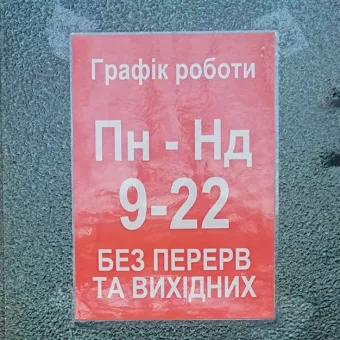 Графік роботи
Пн - Нд
9-22
БЕЗ ПЕРЕРВ
ТА ВИХІДНИХ